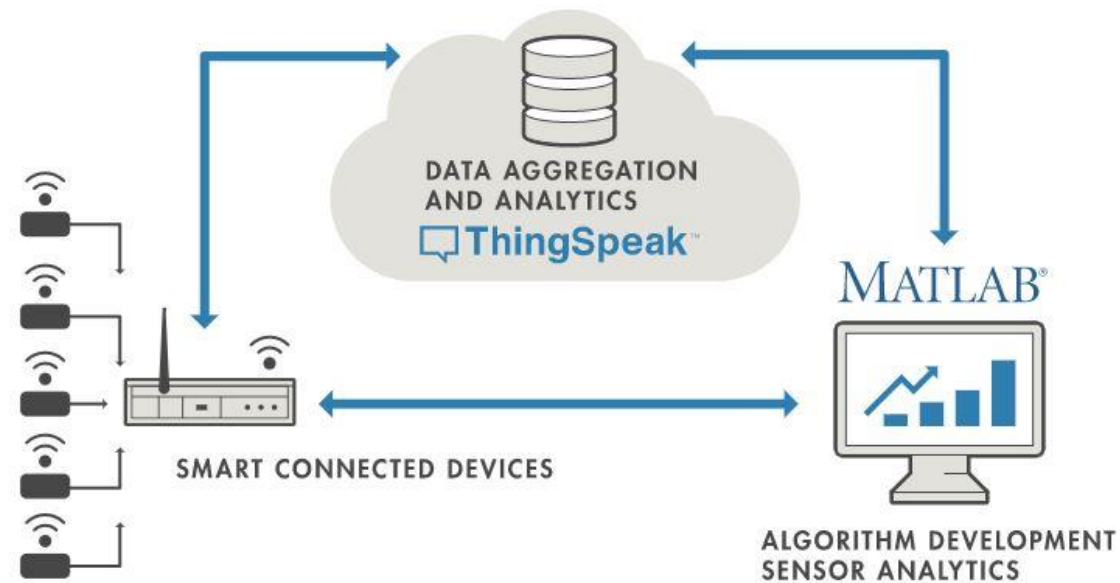 DATA AGGREGATION
AND ANALYTICS
ThingSpeak™
MATLAB®
SMART CONNECTED DEVICES
ALGORITHM DEVELOPMENT
SENSOR ANALYTICS